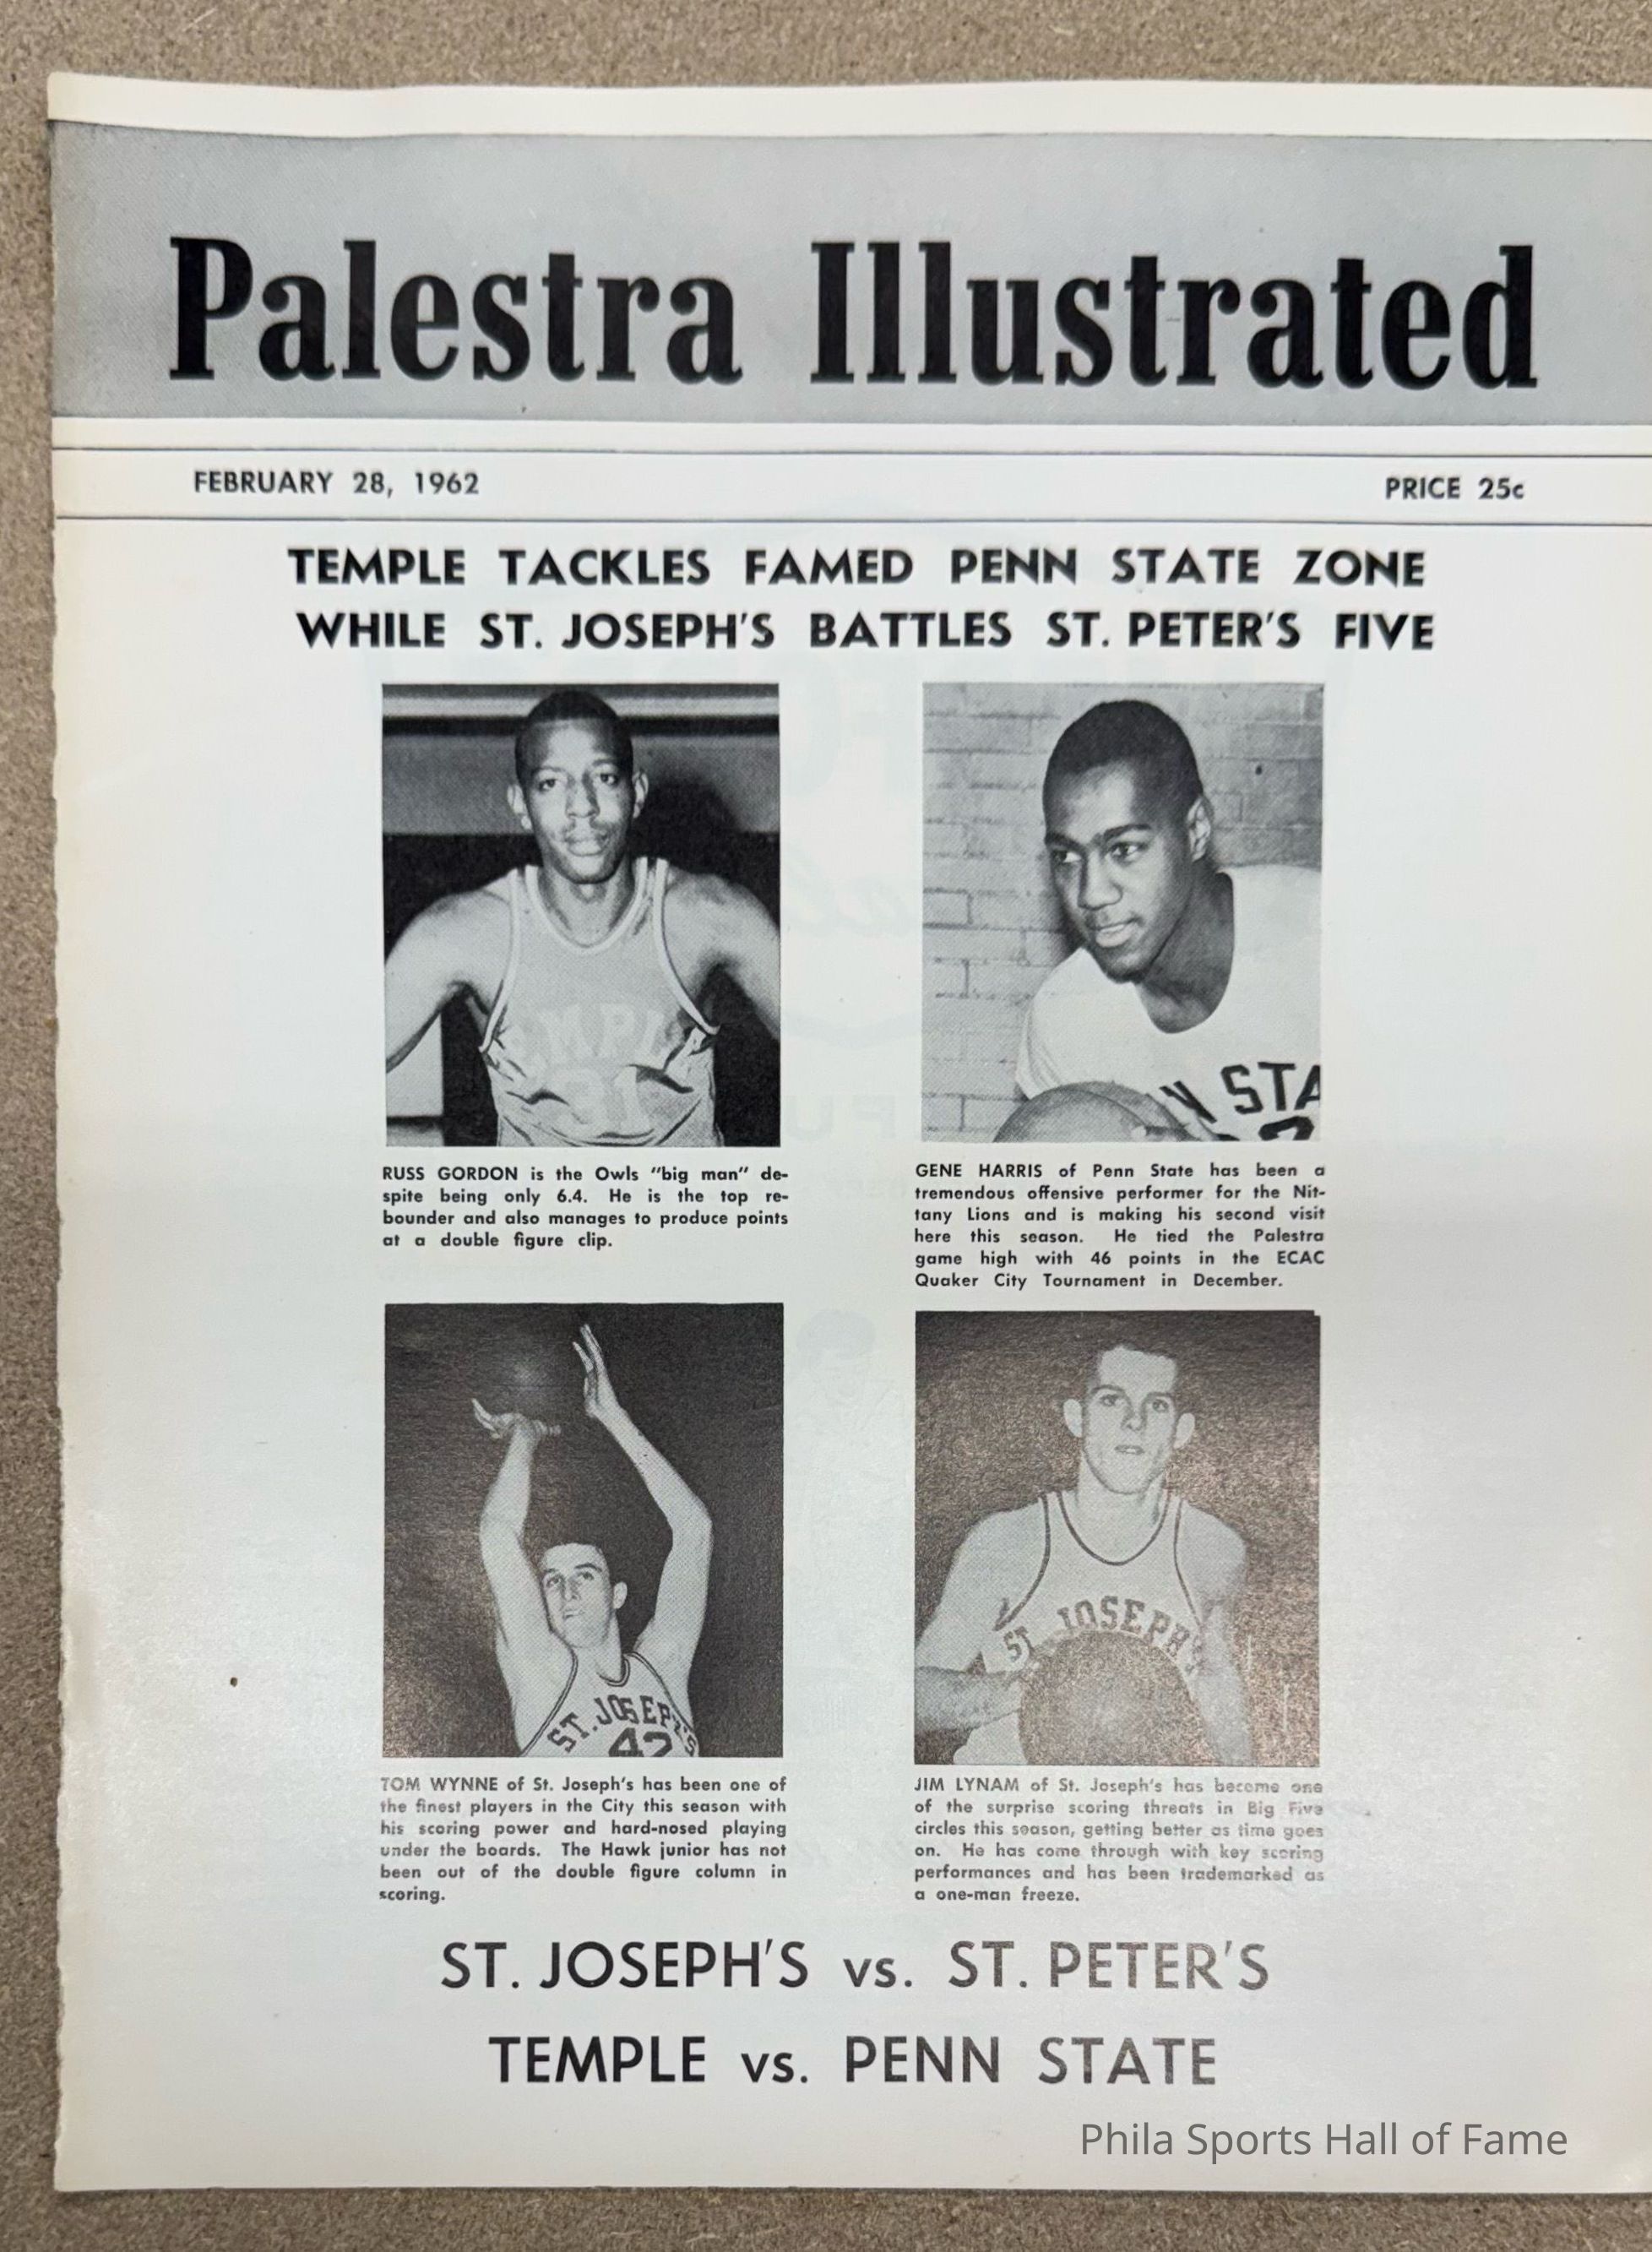 Palestra Illustrated
FEBRUARY 28, 1962
PRICE 25c
TEMPLE TACKLES FAMED PENN STATE ZONE
WHILE ST. JOSEPH'S BATTLES ST. PETER'S FIVE
N STA
RUSS GORDON is the Owls "big man" de-
spite being only 6.4. He is the top re-
bounder and also manages to produce points
at a double figure clip.
GENE HARRIS of Penn State has been a
tremendous offensive performer for the Nit-
tany Lions and is making his second visit
here this season. He tied the Palestra
game high with 46 points in the ECAC
Quaker City Tournament in December.
ST. JOSEPH'S
42
ST. JOSEPH'S
TOM WYNNE of St. Joseph's has been one of
the finest players in the City this season with
his scoring power and hard-nosed playing
under the boards. The Hawk junior has not
been out of the double figure column in
scoring.
JIM LYNAM of St. Joseph's has become one
of the surprise scoring threats in Big Five
circles this season, getting better as time goes
on. He has come through with key scoring
performances and has been trademarked as
a one-man freeze.
ST. JOSEPH'S vs. ST. PETER'S
TEMPLE vs. PENN STATE
Phila Sports Hall of Fame